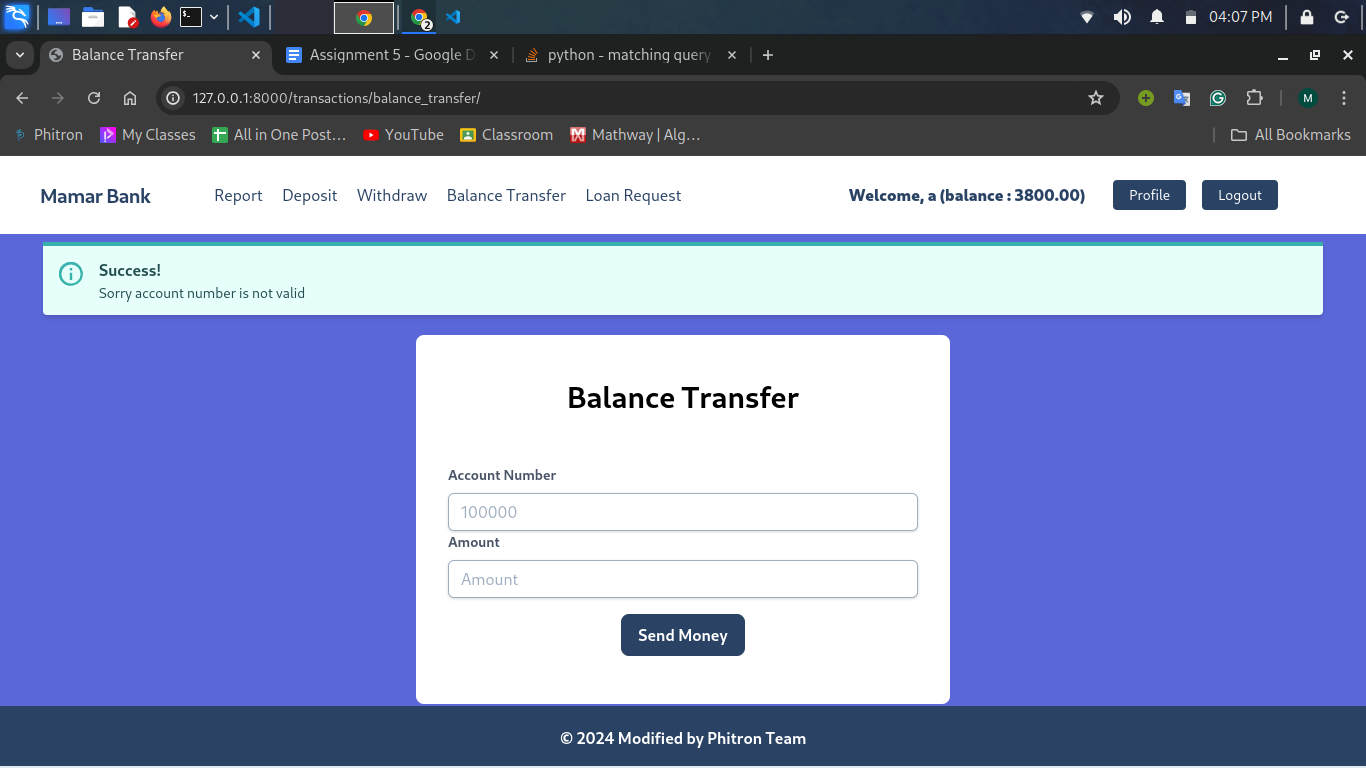 04:07 PM
Balance Transfer
Assignment 5 - Google D
python - matching query
127.0.0.1:8000/transactions/balance_transfer/
M
Phitron
My Classes
All in One Post…
YouTube
Classroom
Mathway | Alg…
All Bookmarks
Mamar Bank
Report
Deposit
Withdraw
Balance Transfer
Loan Request
Welcome, a (balance : 3800.00)
Profile
Logout
Success!
Sorry account number is not valid
Balance Transfer
Account Number
100000
Amount
Amount
Send Money
© 2024 Modified by Phitron Team